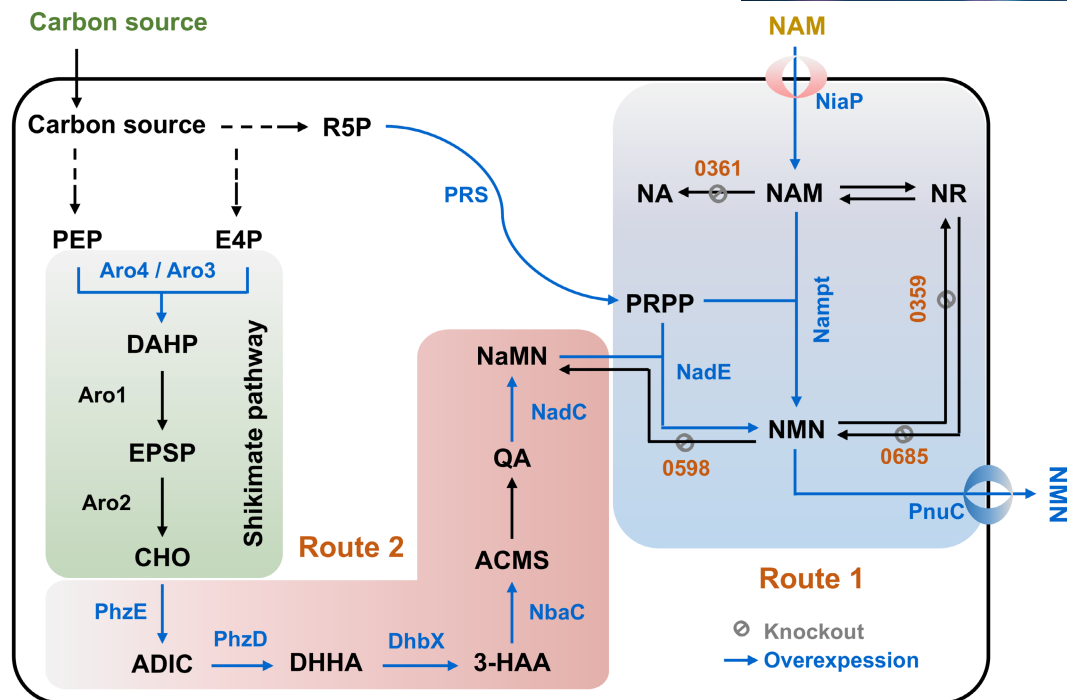 Carbon source
NAM
NiaP
Carbon source
R5P
PRS
0361
NA
NAM
NR
PEP
E4P
Aro4 / Aro3
0359
PRPP
Nampt
DAHP
Shikimate pathway
NaMN
NadE
Aro1
NadC
NMN
EPSP
QA
0598
0685
Aro2
PnuC
NMN
Route 2
CHO
ACMS
Route 1
PhzE
NbaC
Knockout
PhzD
DhbX
ADIC
DHHA
3-HAA
Overexpession